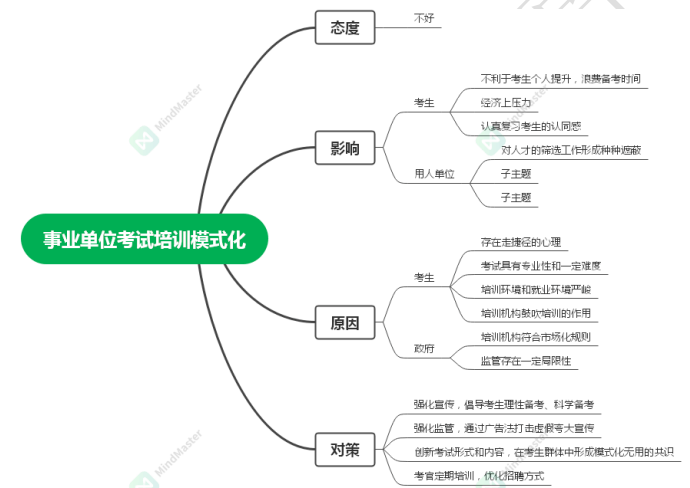 事业单位考试培训模式化
态度
不好
影响
考生
不利于考生个人提升，浪费备考时间
经济上压力
认真复习考生的认同感
用人单位
对人才的筛选工作形成种种遮蔽
子主题
子主题
原因
考生
存在走捷径的心理
考试具有专业性和一定难度
培训环境和就业环境严峻
培训机构鼓吹培训的作用
政府
培训机构符合市场化规则
监管存在一定局限性
对策
强化宣传，倡导考生理性备考、科学备考
强化监管，通过广告法打击虚假夸大宣传
创新考试形式和内容，在考生群体中形成模式化无用的共识
考官定期培训，优化招聘方式
MindMaster
MindMaster
MindMaster
MindMaster